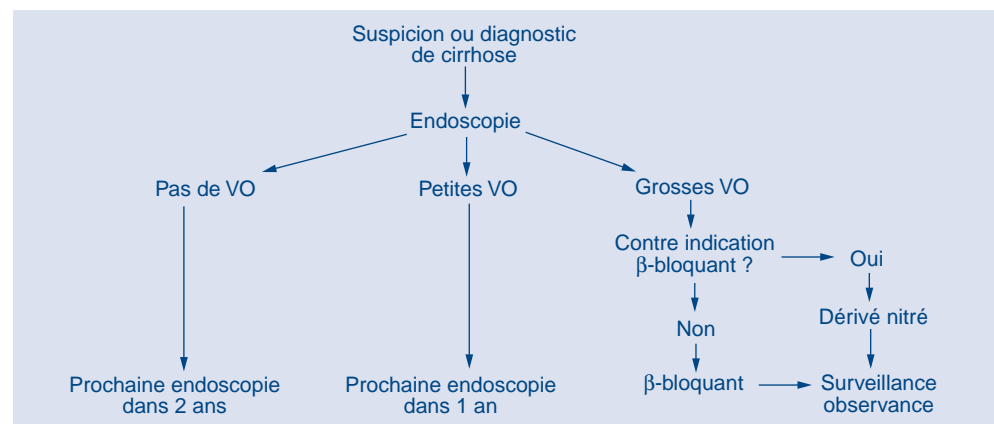 Suspicion ou diagnostic
de cirrhose
Endoscopie
Pas de VO
Petites VO
Grosses VO
Contre indication
β-bloquant ?
Oui
Non
Dérivé nitré
Prochaine endoscopie
dans 2 ans
Prochaine endoscopie
dans 1 an
β-bloquant
Surveillance
observance